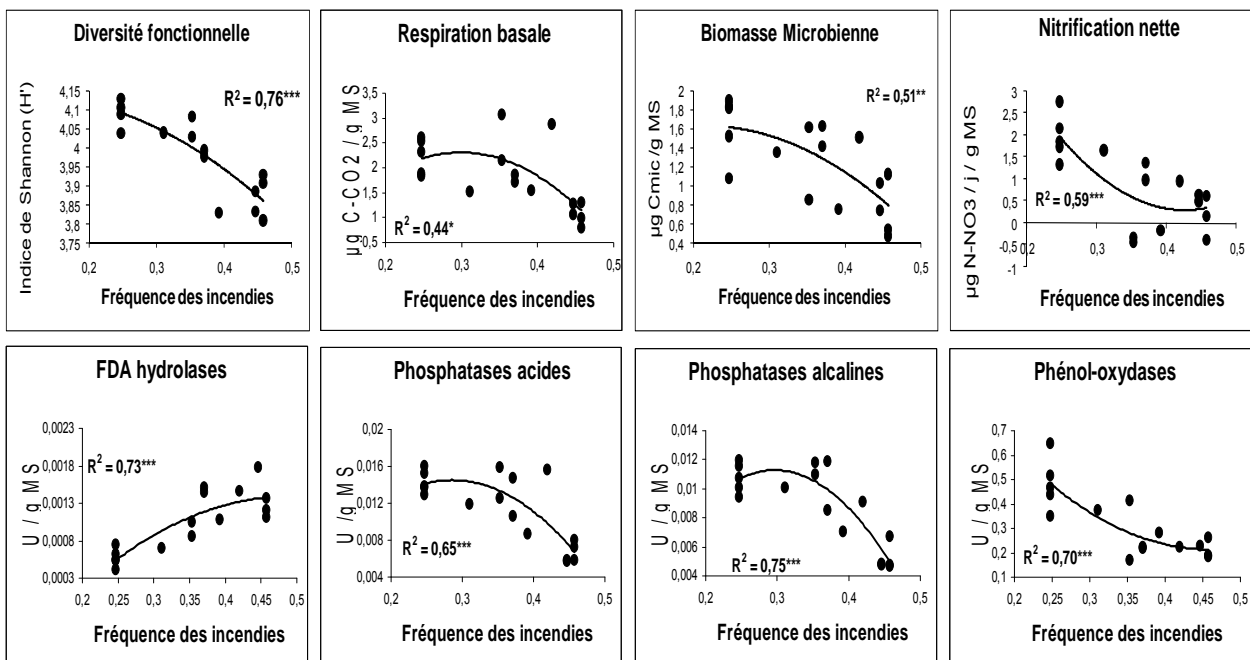 Diversité fonctionnelle
R² = 0,76***
Indice de Shannon (H')
4,15
4,1
4,05
4
3,95
3,9
3,85
3,8
3,75
0,2
0,3
0,4
0,5
Fréquence des incendies
Respiration basale
R² = 0,44*
µg C-CO2 / g MS
3,5
3
2,5
2
1,5
1
0,5
0,2
0,3
0,4
0,5
Fréquence des incendies
Biomasse Microbienne
R² = 0,51**
µg Cmic /g MS
2
1,8
1,6
1,4
1,2
1
0,8
0,6
0,4
0,2
0,3
0,4
0,5
Fréquence des incendies
Nitrification nette
R² = 0,59***
µg N-NO3 / j / g MS
3
2,5
2
1,5
1
0,5
0
-0,5
-1
0,2
0,3
0,4
0,5
Fréquence des incendies
FDA hydrolases
R² = 0,73***
U / g MS
0,0023
0,0018
0,0013
0,0008
0,0003
0,2
0,25
0,3
0,35
0,4
0,45
0,5
Fréquence des incendies
Phosphatases acides
R² = 0,65***
U /g MS
0,02
0,016
0,012
0,008
0,004
0,2
0,3
0,4
0,5
Fréquence des incendies
Phosphatases alcalines
R² = 0,75***
U / g MS
0,014
0,012
0,01
0,008
0,006
0,004
0,2
0,3
0,4
0,5
Fréquence des incendies
Phénol-oxydases
R² = 0,70***
U / g MS
0,7
0,6
0,5
0,4
0,3
0,2
0,1
0,2
0,25
0,3
0,35
0,4
0,45
0,5
Fréquence des incendies